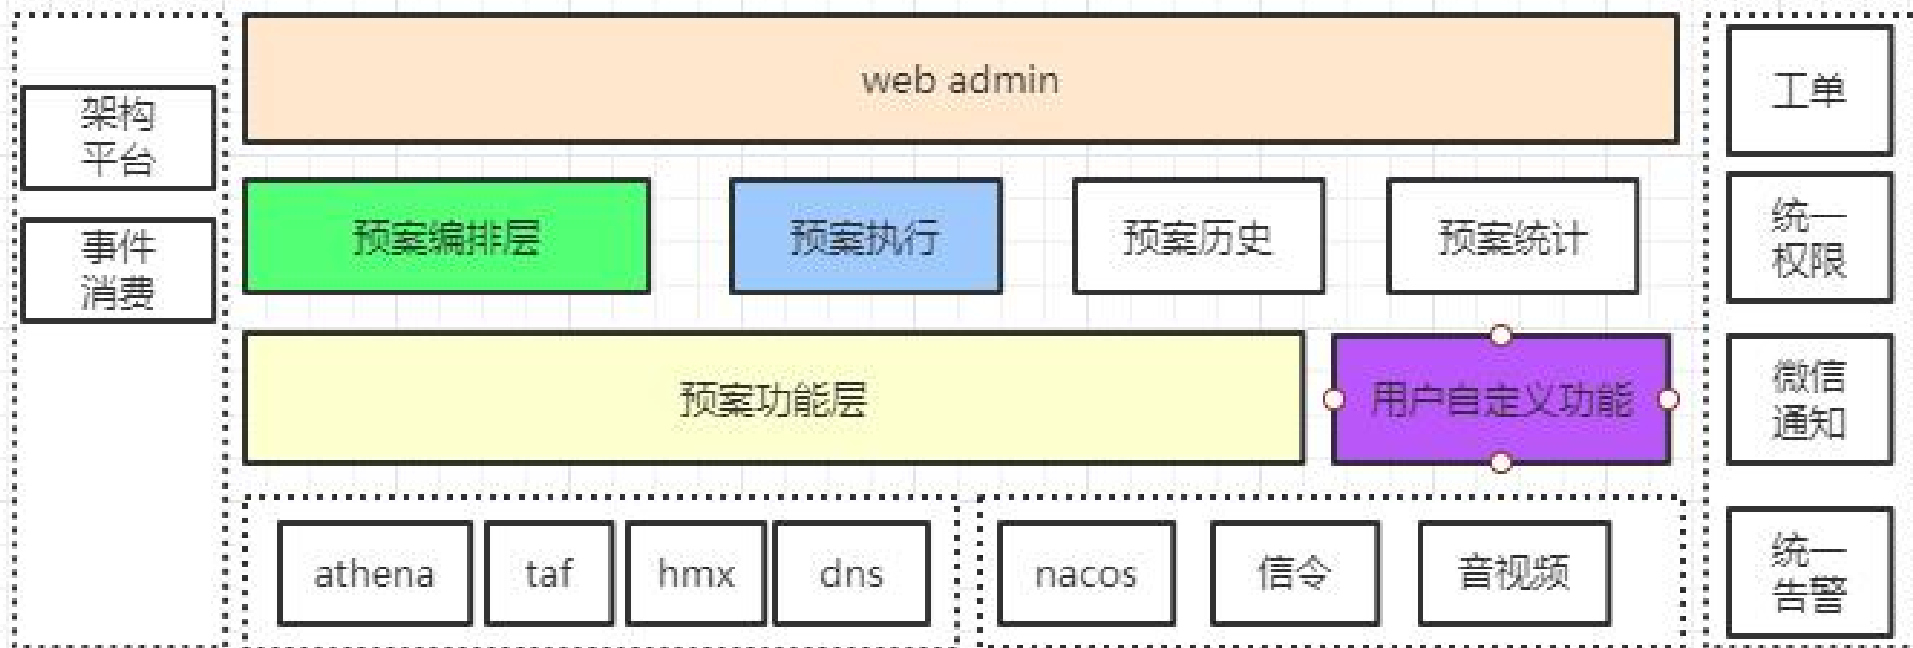 架构
平台
事件
消费
web admin
预案编排层
预案执行
预案历史
预案统计
预案功能层
用户自定义功能
athena
taf
hmx
dns
nacos
信令
音视频
工单
统一
权限
微信
通知
统一
告警